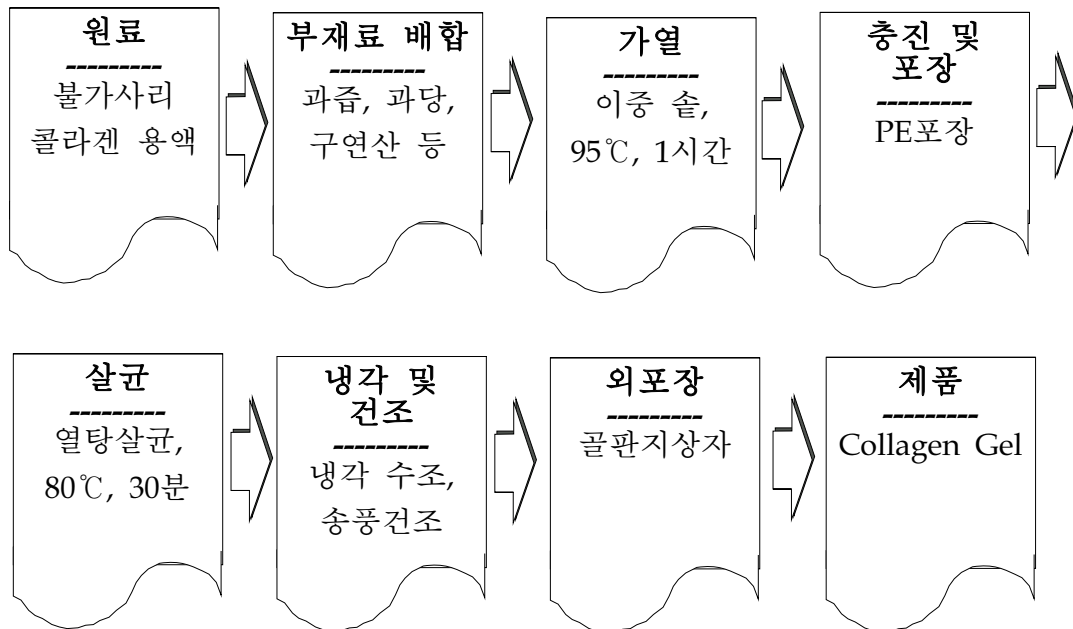 원료
---------
불가사리
콜라겐 용액
부재료 배합
---------
과즙, 과당,
구연산 등
가열
---------
이중 솥,
95℃, 1시간
충진 및
포장
---------
PE포장
살균
---------
열탕살균,
80℃, 30분
냉각 및
건조
---------
냉각 수조,
송풍건조
외포장
---------
골판지상자
제품
---------
Collagen Gel